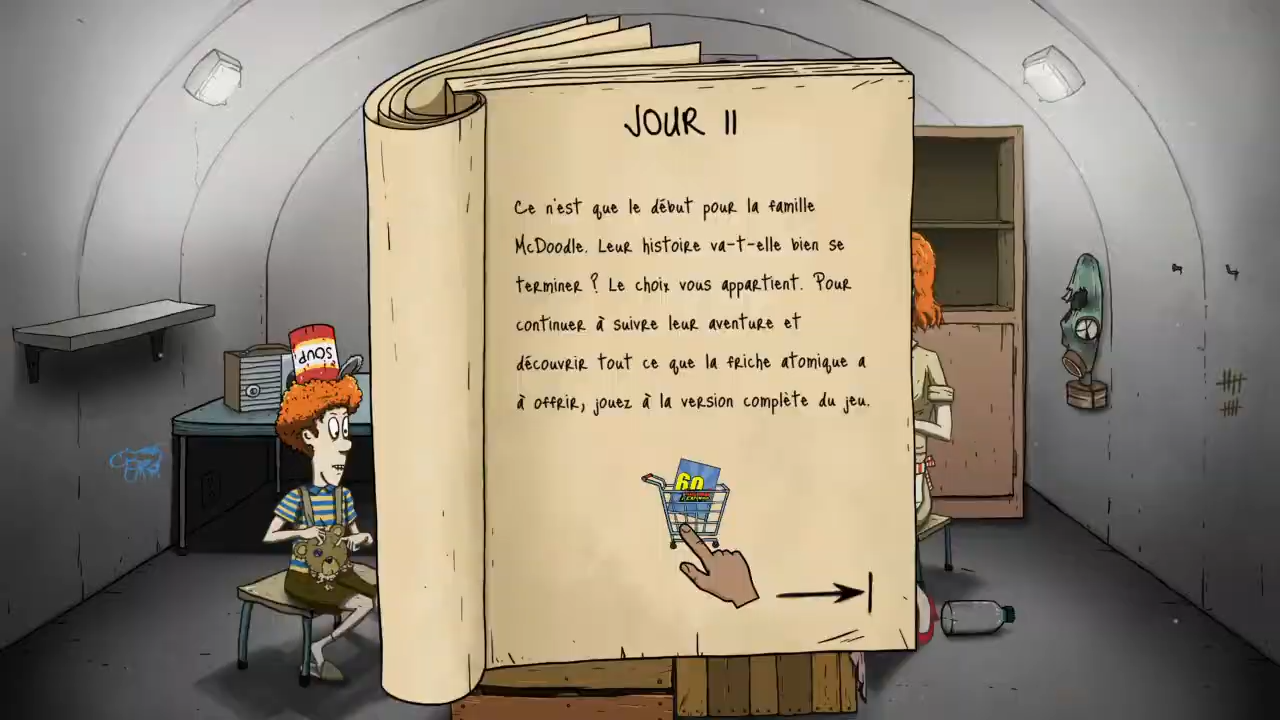 JOUR 11
Ce n'est que le début pour la famille
McDoodle. Leur histoire va-t-elle bien se
terminer ? Le choix vous appartient. Pour
continuer à suivre leur aventure et
découvrir tout ce que la friche atomique a
à offrir, jouez à la version complète du jeu.
60
SOUP